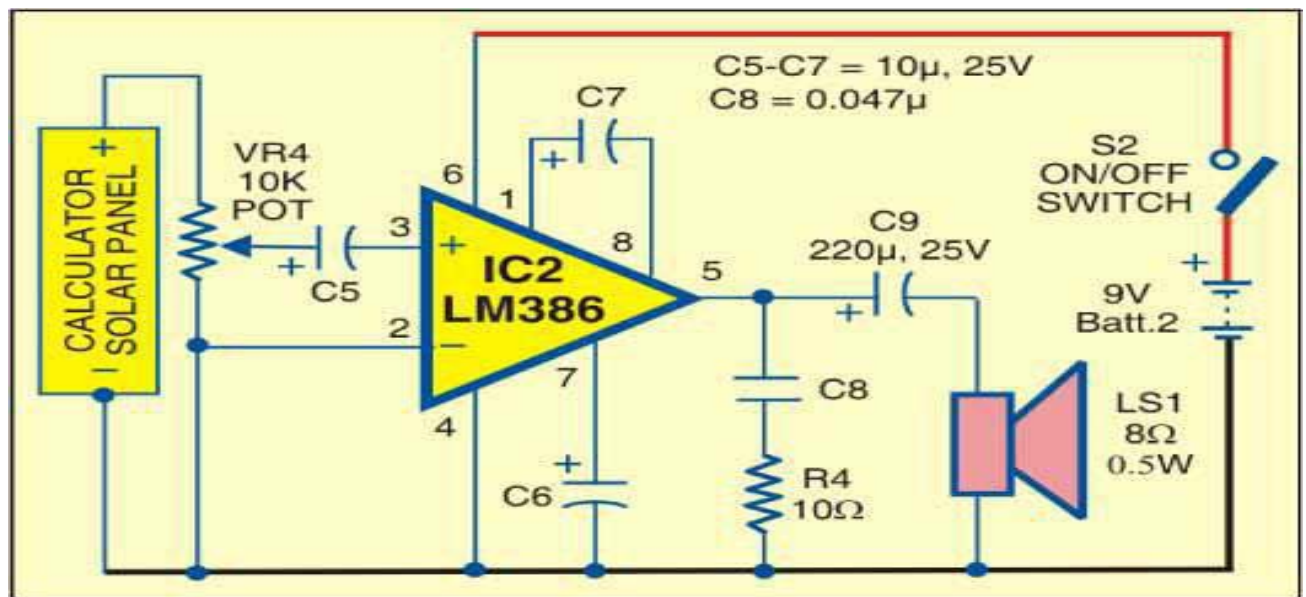 C5-C7 = 10µ, 25V
C8 = 0.047µ
CALCULATOR
SOLAR PANEL
+
−
VR4
10K
POT
+
C5
C7
+
6
1
3
+
8
IC2
LM386
5
2
−
7
4
+
C6
C9
220µ, 25V
+
C8
R4
10Ω
S2
ON/OFF
SWITCH
+
9V
Batt.2
LS1
8Ω
0.5W